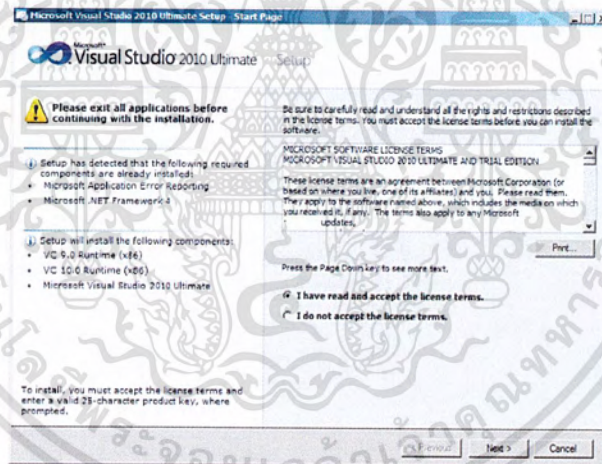 Microsoft Visual Studio 2010 Ultimate Setup - Start Page
Microsoft
Visual Studio 2010 Ultimate Setup
Please exit all applications before
continuing with the installation.
Setup has detected that the following required
components are already installed:
• Microsoft Application Error Reporting
• Microsoft .NET Framework 4
Setup will install the following components:
• VC 9.0 Runtime (x86)
• VC 10.0 Runtime (x86)
• Microsoft Visual Studio 2010 Ultimate
To install, you must accept the license terms and
enter a valid 25-character product key, where
prompted.
Be sure to carefully read and understand all the rights and restrictions described
in the license terms. You must accept the license terms before you can install the
software.
MICROSOFT SOFTWARE LICENSE TERMS
MICROSOFT VISUAL STUDIO 2010 ULTIMATE AND TRIAL EDITION
These license terms are an agreement between Microsoft Corporation (or
based on where you live, one of its affiliates) and you. Please read them.
They apply to the software named above, which includes the media on which
you received it, if any. The terms also apply to any Microsoft
· updates,
Print...
Press the Page Down key to see more text.
I have read and accept the license terms.
I do not accept the license terms.
< Previous
Next >
Cancel